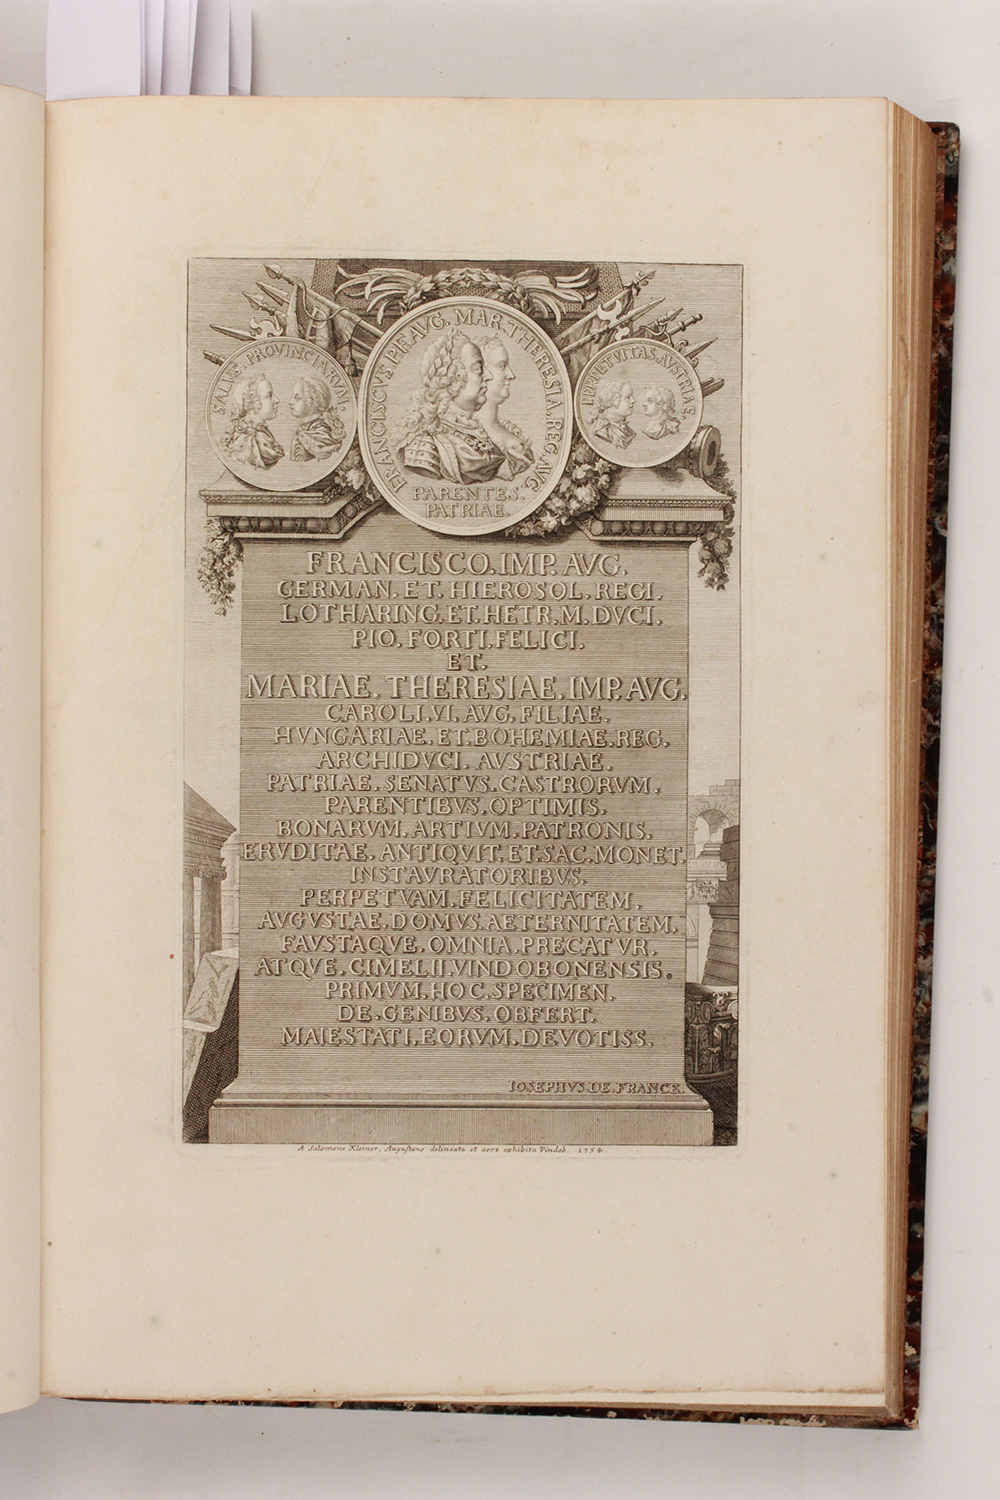 SALVS. PROVINCIARVM.
FRANCISCVS. P. F. AVG. MAR. THERESIA. REG. AVG.
PARENTES.
PATRIAE.
PERPETVITAS. AVSTRIAE.
FRANCISCO. IMP. AVG.
GERMAN. ET. HIEROSOL. REGI.
LOTHARING. ET. HETR. M. DVCI.
PIO. FORTI. FELICI.
ET.
MARIAE. THERESIAE. IMP. AVG.
CAROLI. VI. AVG. FILIAE.
HVNGARIAE. ET. BOHEMIAE. REG.
ARCHIDVCI. AVSTRIAE.
PATRIAE. SENATVS. CASTRORVM.
PARENTIBVS. OPTIMIS.
BONARVM. ARTIVM. PATRONIS.
ERVDITAE. ANTIQVIT. ET. SAC. MONET.
INSTAVRATORIBVS.
PERPETVAM. FELICITATEM.
AVGVSTAE. DOMVS. AETERNITATEM.
FAVSTAQVE. OMNIA. PRECATVR.
ATQVE. CIMELII. VINDOBONENSIS.
PRIMVM. HOC. SPECIMEN.
DE. GENIBVS. OBFERT.
MAIESTATI. EORVM. DEVOTISS.
IOSEPHVS. DE. FRANCE.
A Salomone Kleiner, Augustano delineata et aere exhibita Vindob. 1754.